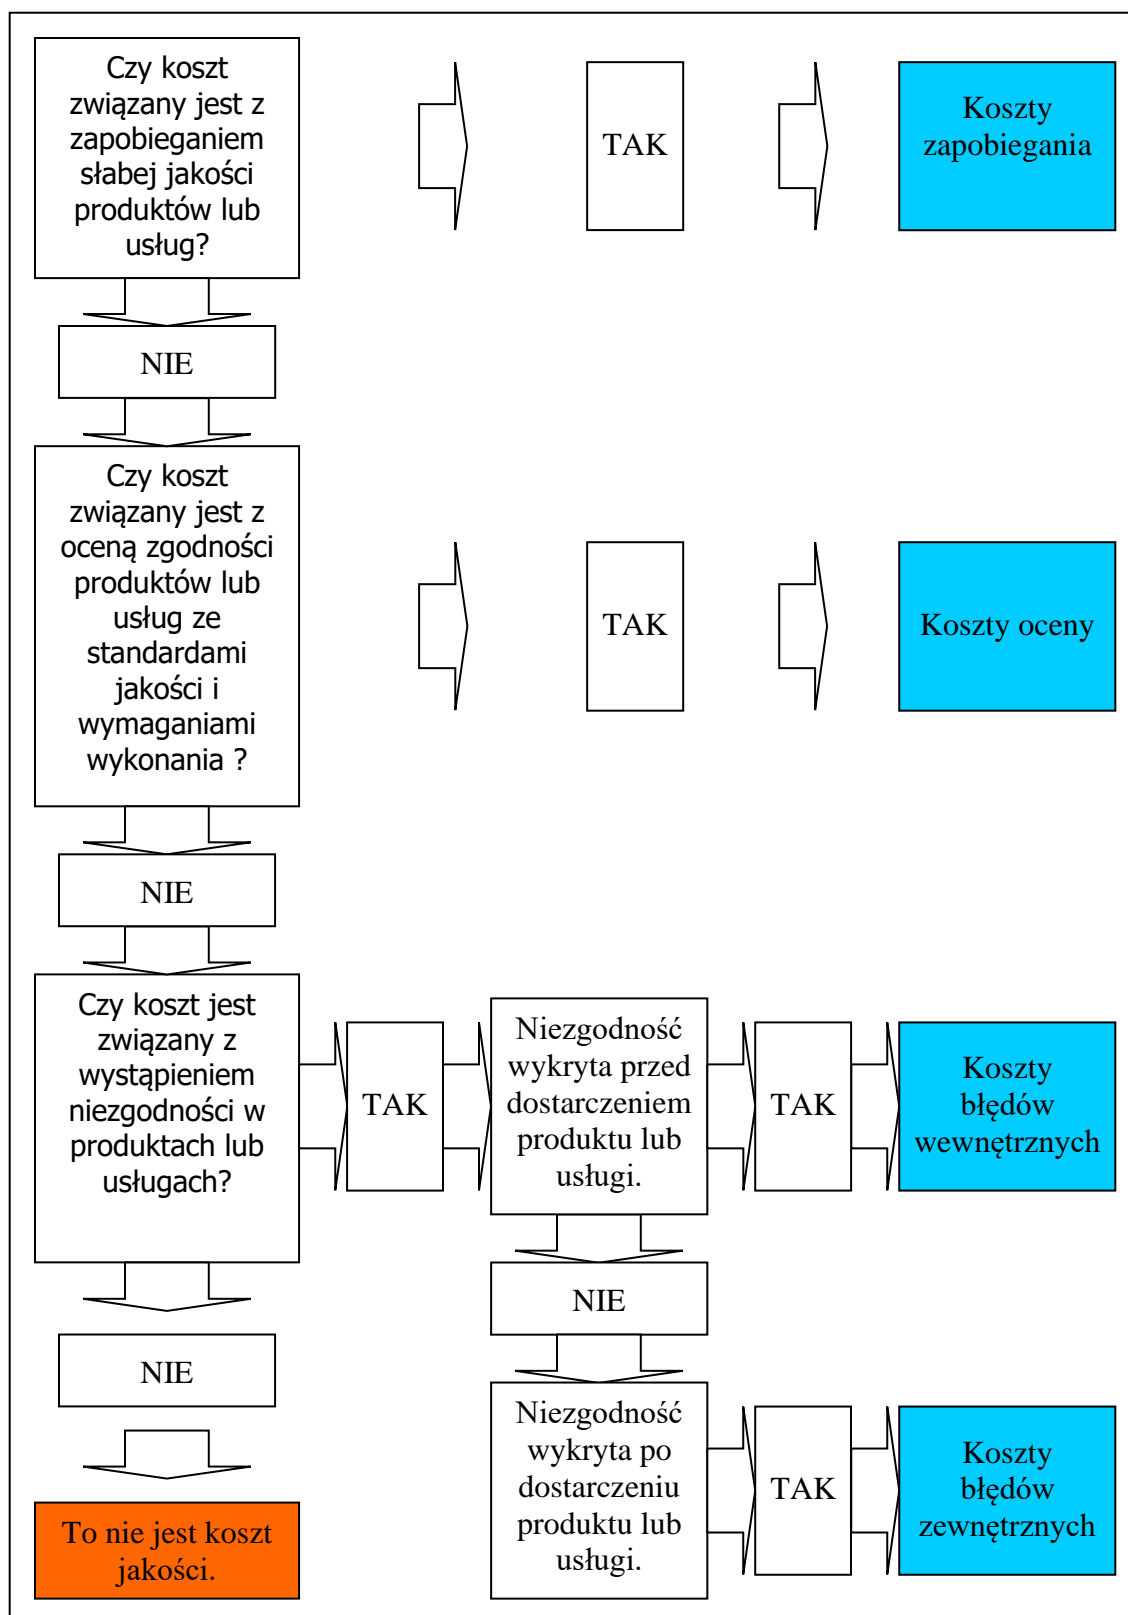 Czy koszt
związany jest z
zapobieganiem
słabej jakości
produktów lub
usług?
TAK
Koszty
zapobiegania
NIE
Czy koszt
związany jest z
oceną zgodności
produktów lub
usług ze
standardami
jakości i
wymaganiami
wykonania ?
TAK
Koszty oceny
NIE
Czy koszt jest
związany z
wystąpieniem
niezgodności w
produktach lub
usługach?
TAK
Niezgodność
wykryta przed
dostarczeniem
produktu lub
usługi.
TAK
Koszty
błędów
wewnętrznych
NIE
NIE
Niezgodność
wykryta po
dostarczeniu
produktu lub
usługi.
TAK
Koszty
błędów
zewnętrznych
To nie jest koszt
jakości.